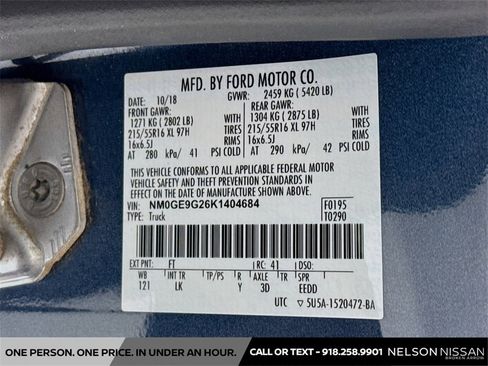 MFD. BY FORD MOTOR CO.
10/18 GVWR: 2459 KG ( 5420 LB)
FRONT GAWR: REAR GAWR:
1271 KG ( 2802 LB) WITH 1304 KG ( 2875 LB) WITH
215/55R16 XL 97H TIRES 215/55R16 XL 97H TIRES
16x6.5J RIMS 16x6.5J RIMS
AT 280 kPa/ 41 PSI COLD AT 290 kPa/ 42 PSI COLD
THIS VEHICLE CONFORMS TO ALL APPLICABLE FEDERAL MOTOR
VEHICLE SAFETY AND THEFT PREVENTION STANDARDS IN EFFECT
ON THE DATE OF MANUFACTURE SHOWN ABOVE.
VIN: NM0GE9G26K1404684 F0195
TYPE: Truck T0290
EXT PNT: FT RC: 41 DSO:
WB INT TR TP/PS R AXLE TR SPR
121 LK Y 3D EEDD
UTC ▽ 5U5A-1520472-BA
ONE PERSON. ONE PRICE. IN UNDER AN HOUR. CALL OR TEXT - 918.258.9901 NELSON NISSAN
BROKEN ARROW